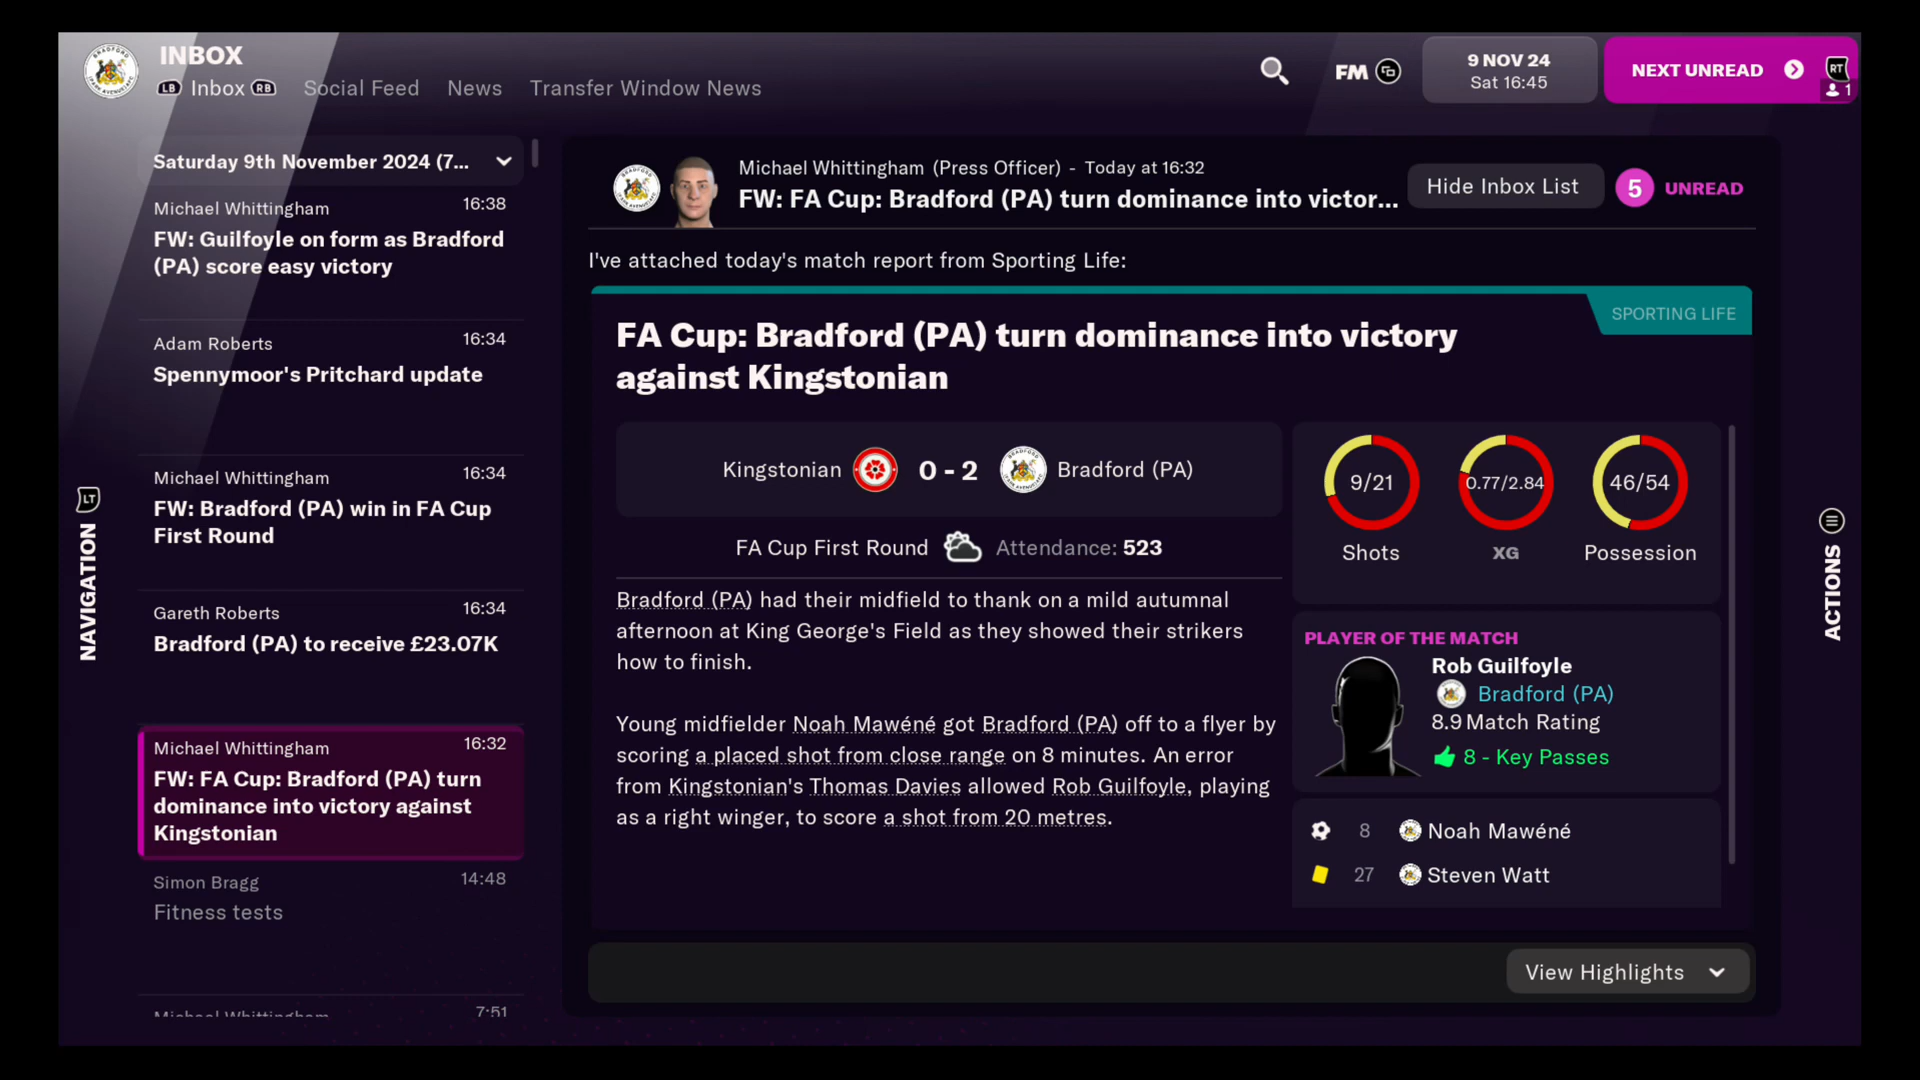 INBOX
LB Inbox RB Social Feed News Transfer Window News
FM
9 NOV 24
Sat 16:45
NEXT UNREAD
RT
1
Saturday 9th November 2024 (7...
Michael Whittingham 16:38
FW: Guilfoyle on form as Bradford
(PA) score easy victory
Adam Roberts 16:34
Spennymoor's Pritchard update
Michael Whittingham 16:34
FW: Bradford (PA) win in FA Cup
First Round
Gareth Roberts 16:34
Bradford (PA) to receive £23.07K
Michael Whittingham 16:32
FW: FA Cup: Bradford (PA) turn
dominance into victory against
Kingstonian
Simon Bragg 14:48
Fitness tests
Michael Whittingham 7:51
LT
NAVIGATION
Michael Whittingham (Press Officer) - Today at 16:32
FW: FA Cup: Bradford (PA) turn dominance into victor...
Hide Inbox List
5 UNREAD
I've attached today's match report from Sporting Life:
SPORTING LIFE
FA Cup: Bradford (PA) turn dominance into victory
against Kingstonian
Kingstonian 0 - 2 Bradford (PA)
FA Cup First Round Attendance: 523
Bradford (PA) had their midfield to thank on a mild autumnal
afternoon at King George's Field as they showed their strikers
how to finish.
Young midfielder Noah Mawéné got Bradford (PA) off to a flyer by
scoring a placed shot from close range on 8 minutes. An error
from Kingstonian's Thomas Davies allowed Rob Guilfoyle, playing
as a right winger, to score a shot from 20 metres.
9/21 0.77/2.84 46/54
Shots XG Possession
PLAYER OF THE MATCH
Rob Guilfoyle
Bradford (PA)
8.9 Match Rating
8 - Key Passes
8 Noah Mawéné
27 Steven Watt
View Highlights
ACTIONS